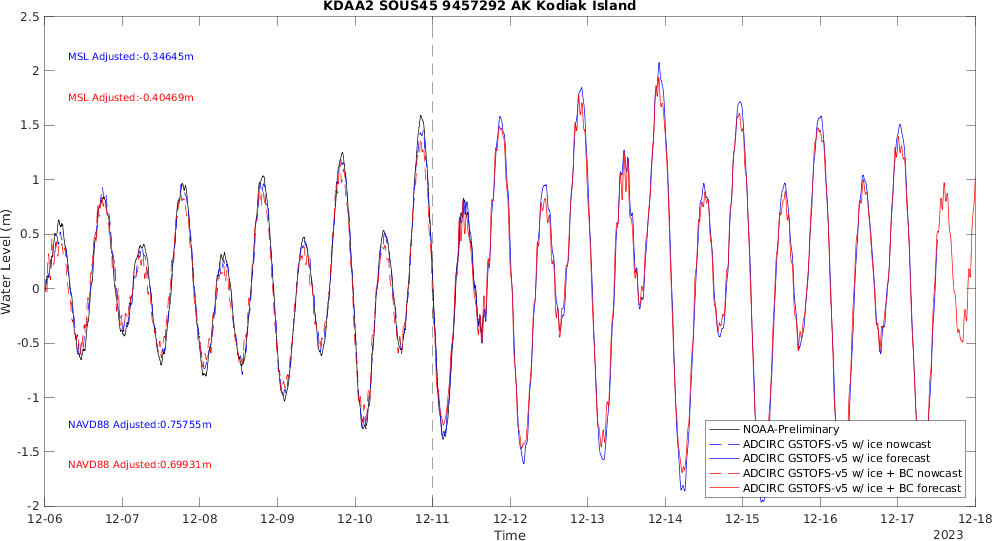 KDAA2 SOUS45 9457292 AK Kodiak Island
2.5
2
1.5
1
0.5
0
-0.5
-1
-1.5
-2
Water Level (m)
MSL Adjusted:-0.34645m
MSL Adjusted:-0.40469m
NAVD88 Adjusted:0.75755m
NAVD88 Adjusted:0.69931m
NOAA-Preliminary
ADCIRC GSTOFS-v5 w/ ice nowcast
ADCIRC GSTOFS-v5 w/ ice forecast
ADCIRC GSTOFS-v5 w/ ice + BC nowcast
ADCIRC GSTOFS-v5 w/ ice + BC forecast
12-06 12-07 12-08 12-09 12-10 12-11 12-12 12-13 12-14 12-15 12-16 12-17 12-18
Time
2023